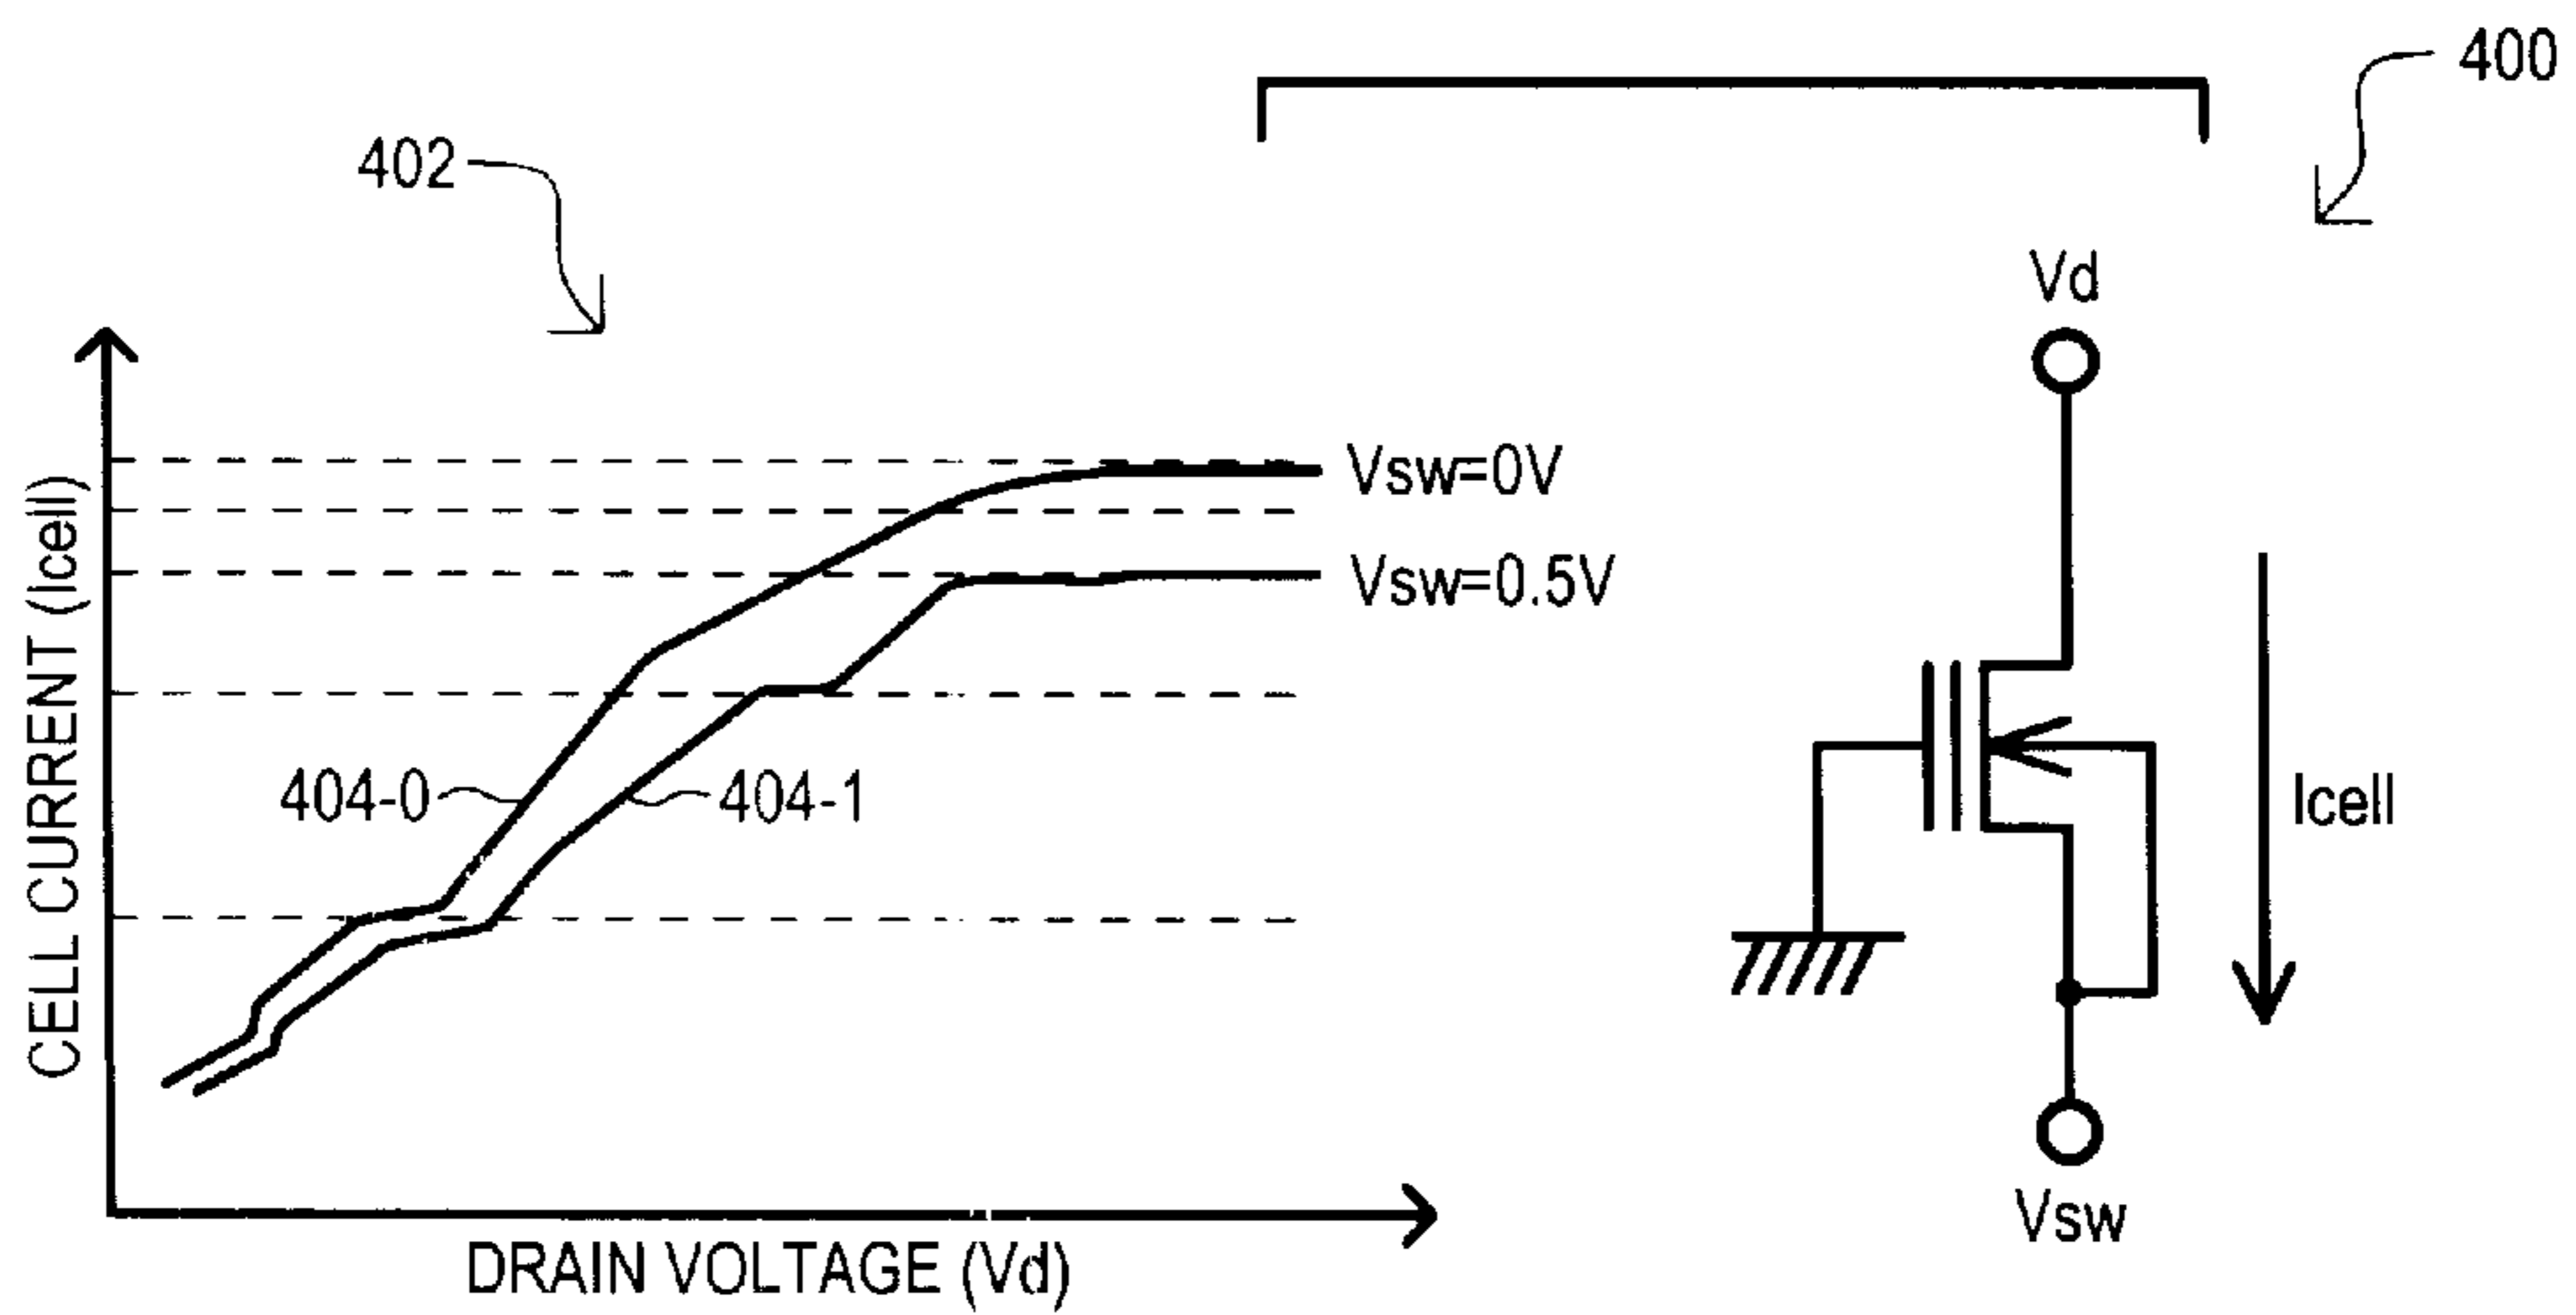 400
402
Vd
CELL CURRENT (Icell)
Vsw=0V
Vsw=0.5V
404-0
404-1
Icell
Vsw
DRAIN VOLTAGE (Vd)